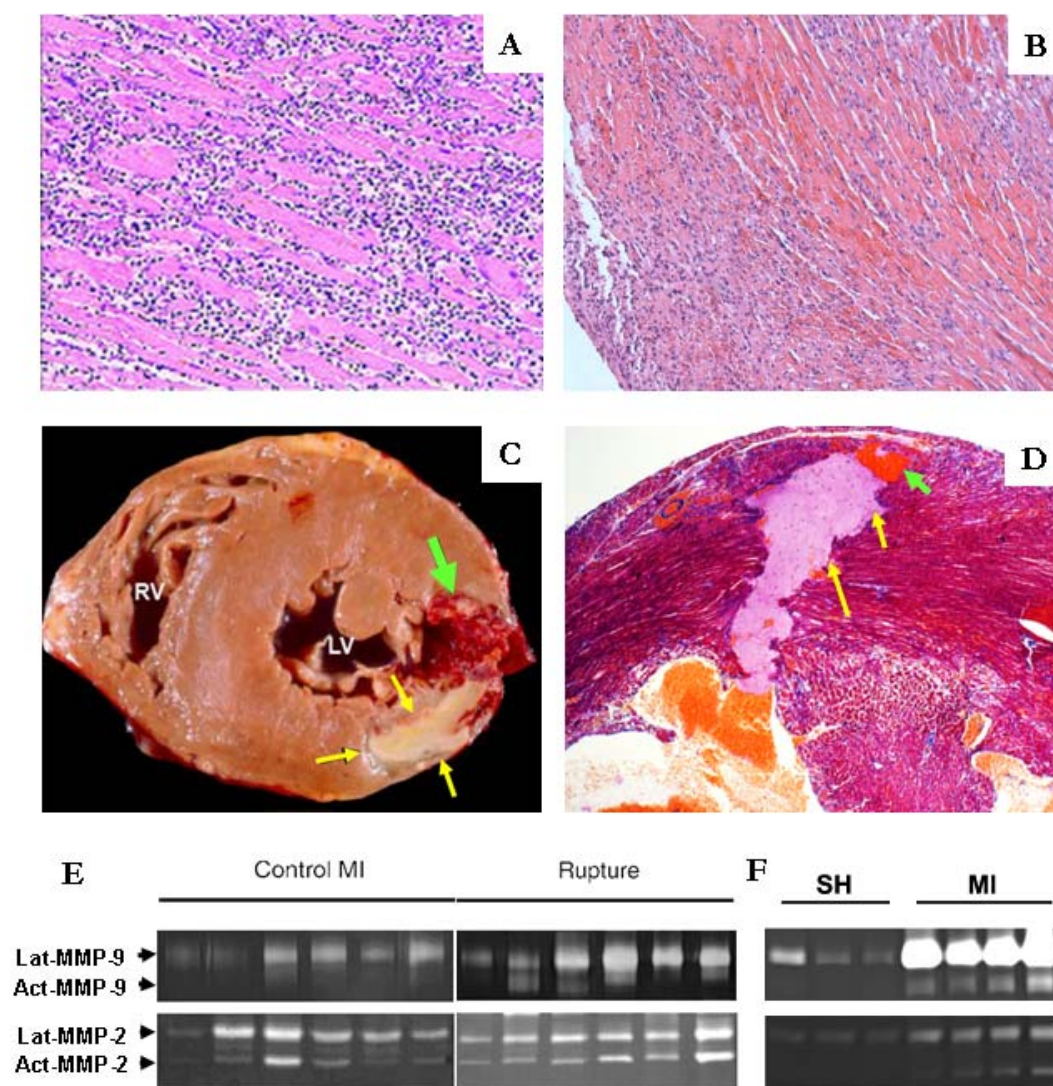 A
B
C
RV
LV
D
E
Control MI
Rupture
F
SH
MI
Lat-MMP-9
Act-MMP-9
Lat-MMP-2
Act-MMP-2